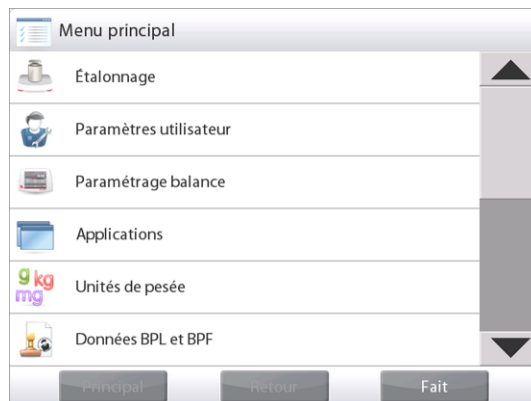 Menu principal
Étalonnage
Paramètres utilisateur
Paramétrage balance
Applications
g kg
mg
Unités de pesée
Données BPL et BPF
Principal Retour Fait